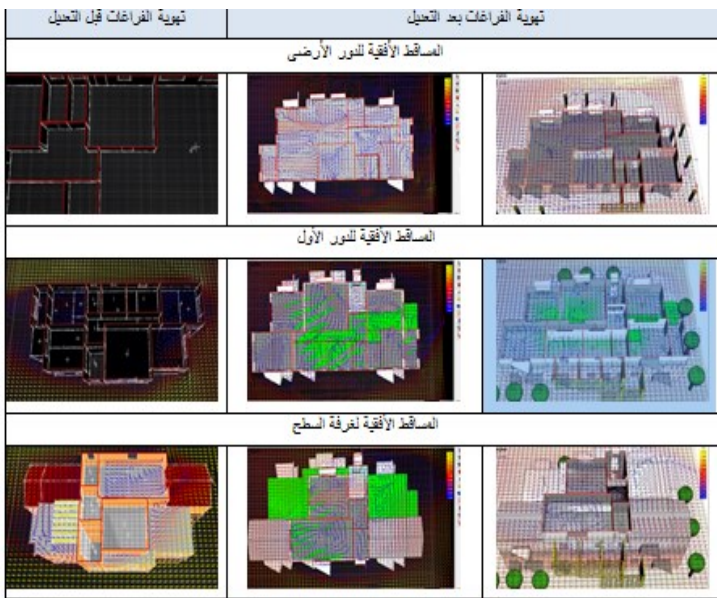 تهوية الفراغات قبل التعديل
تهوية الفراغات بعد التعديل
المساقط الأفقية للدور الأرضى
المساقط الأفقية للدور الأول
المساقط الأفقية لغرفة السطح